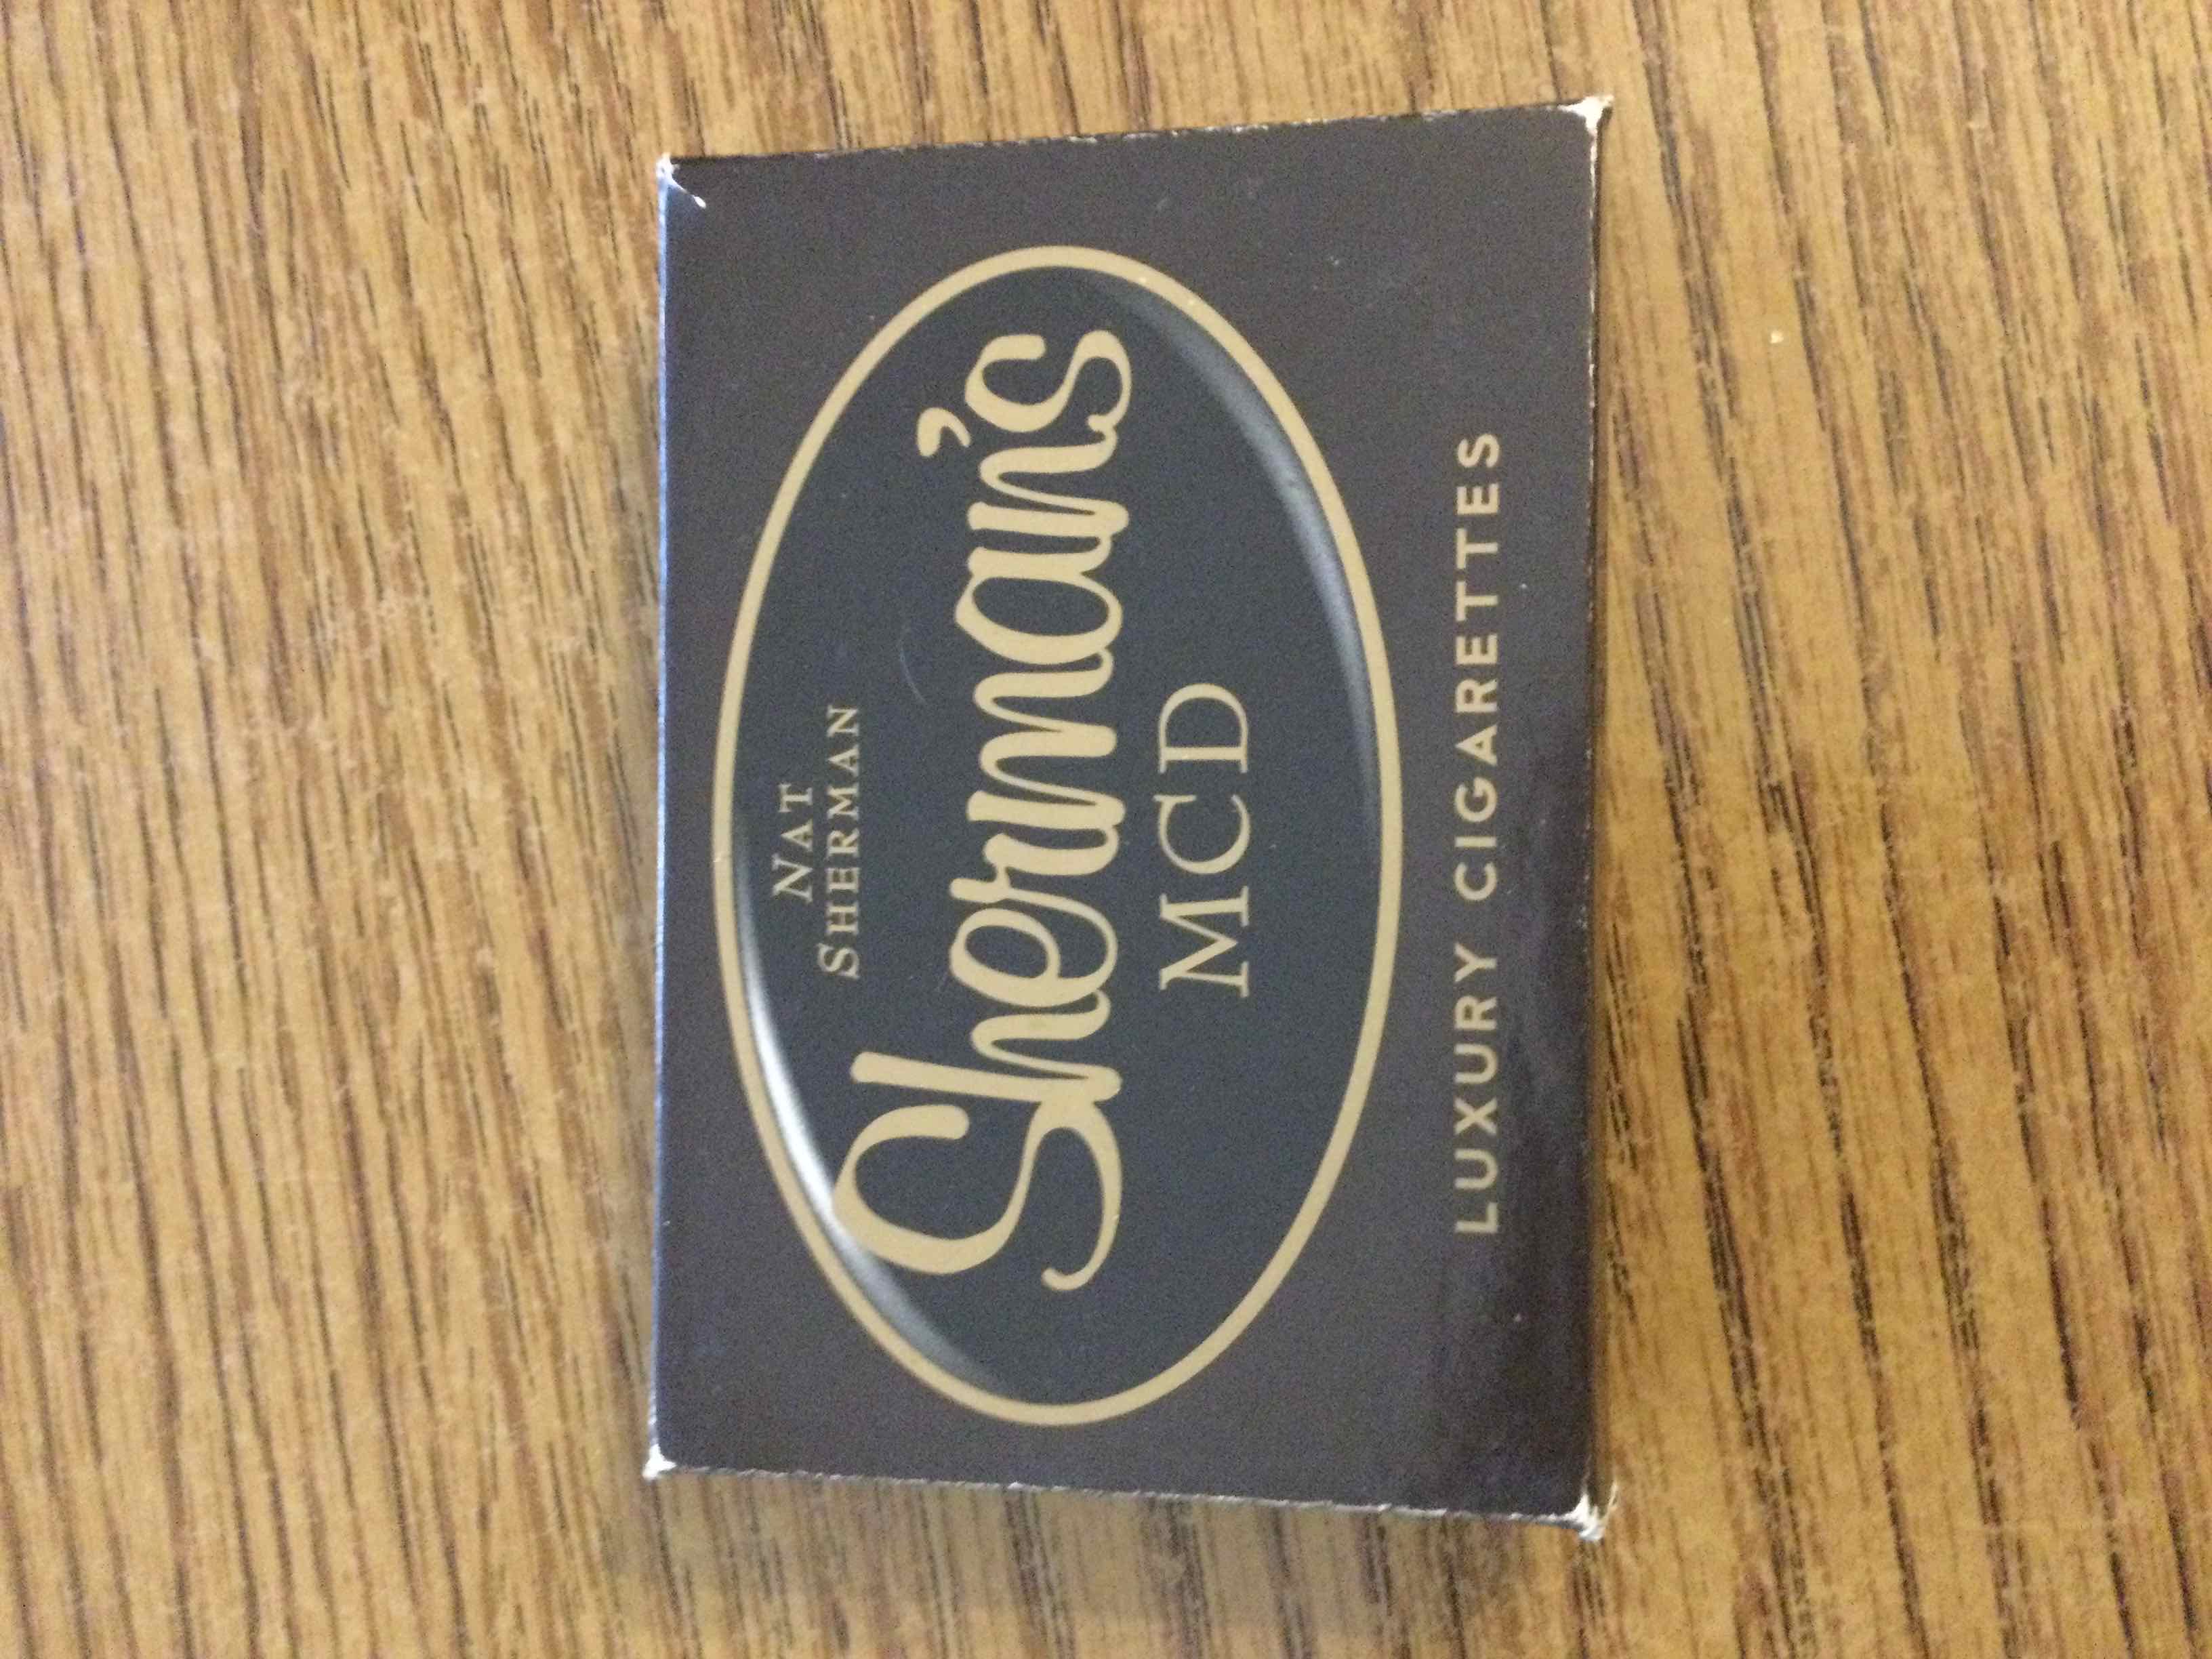 NAT
SHERMAN
Sherman's
MCD
LUXURY CIGARETTES